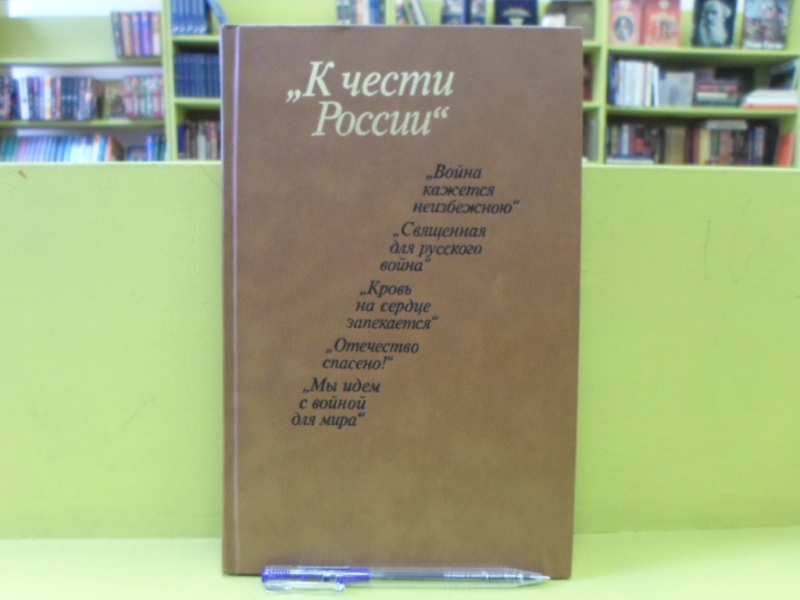 „К чести
России“
„Война
кажется
неизбежною“
„Священная
для русского
война“
„Кровь
на сердце
запекается“
„Отечество
спасено!“
„Мы идем
с войной
для мира“